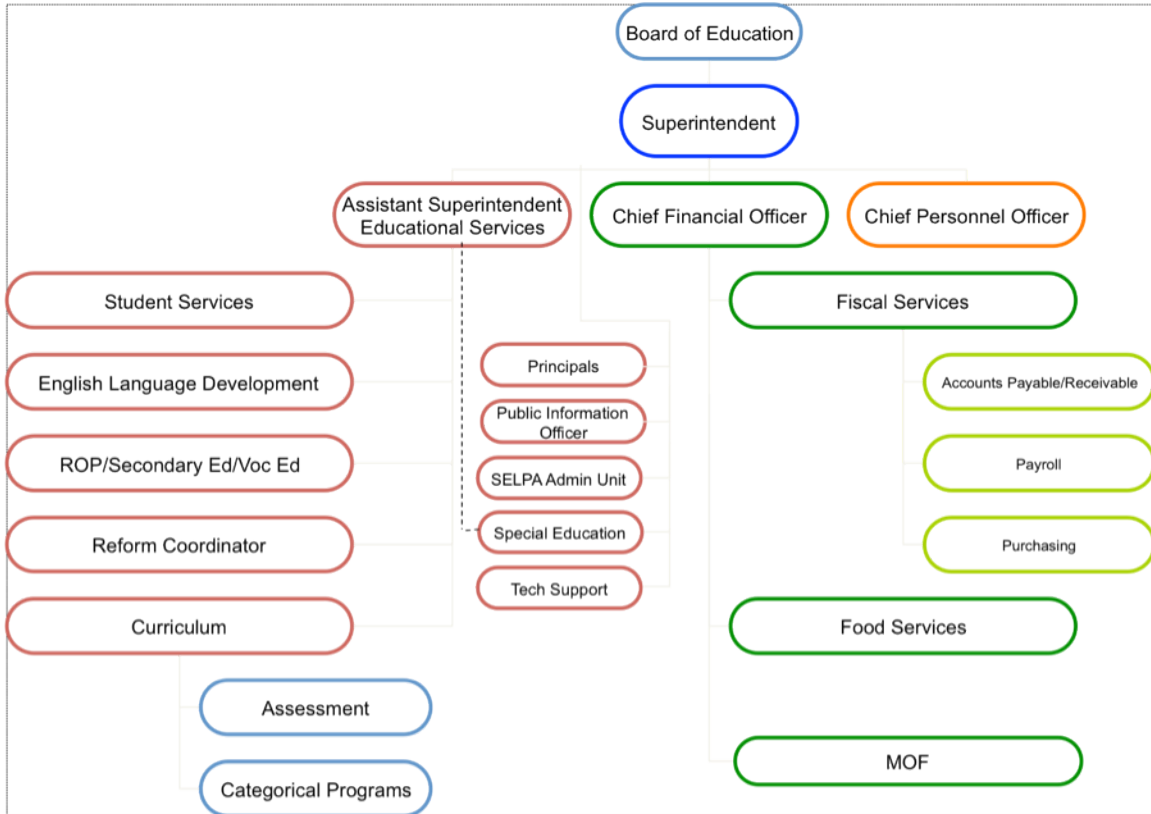 Board of Education
Superintendent
Assistant Superintendent
Educational Services
Chief Financial Officer
Chief Personnel Officer
Student Services
English Language Development
ROP/Secondary Ed/Voc Ed
Reform Coordinator
Curriculum
Assessment
Categorical Programs
Principals
Public Information
Officer
SELPA Admin Unit
Special Education
Tech Support
Fiscal Services
Accounts Payable/Receivable
Payroll
Purchasing
Food Services
MOF